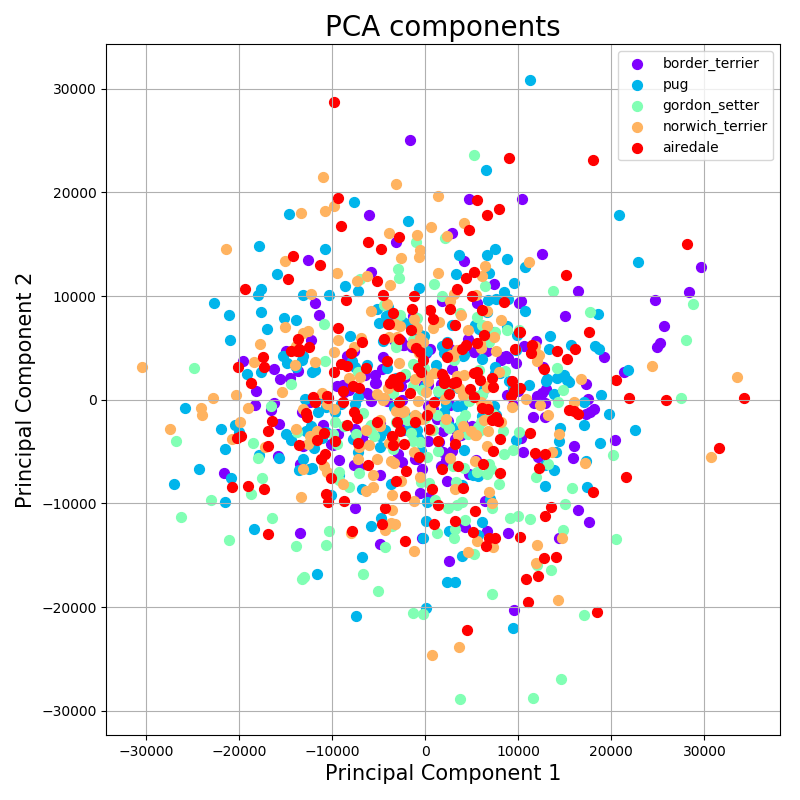 PCA components
border_terrier
pug
gordon_setter
norwich_terrier
airedale
Principal Component 2
30000
20000
10000
0
−10000
−20000
−30000
−30000 −20000 −10000 0 10000 20000 30000
Principal Component 1